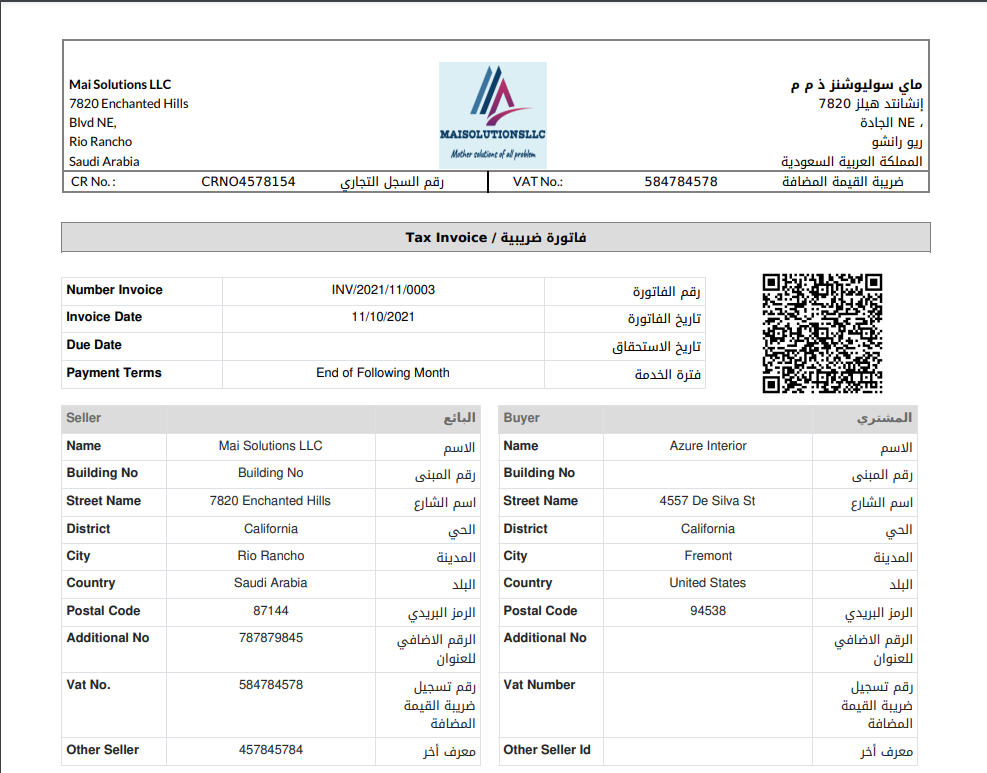 Mai Solutions LLC
7820 Enchanted Hills
Blvd NE,
Rio Rancho
Saudi Arabia
MAISOLUTIONSLLC
Mother solutions of all problem
ماي سوليوشنز ذ م م
إنشانتد هيلز 7820
، NE الجادة
ريو رانشو
المملكة العربية السعودية
CR No. : CRNO4578154 رقم السجل التجاري VAT No.: 584784578 ضريبة القيمة المضافة
Tax Invoice / فاتورة ضريبية
Number Invoice INV/2021/11/0003 رقم الفاتورة
Invoice Date 11/10/2021 تاريخ الفاتورة
Due Date تاريخ الاستحقاق
Payment Terms End of Following Month فترة الخدمة
Seller البائع
Name Mai Solutions LLC الاسم
Building No Building No رقم المبنى
Street Name 7820 Enchanted Hills اسم الشارع
District California الحي
City Rio Rancho المدينة
Country Saudi Arabia البلد
Postal Code 87144 الرمز البريدي
Additional No 787879845 الرقم الاضافي
للعنوان
Vat No. 584784578 رقم تسجيل
ضريبة القيمة
المضافة
Other Seller 457845784 معرف أخر
Buyer المشتري
Name Azure Interior الاسم
Building No رقم المبنى
Street Name 4557 De Silva St اسم الشارع
District California الحي
City Fremont المدينة
Country United States البلد
Postal Code 94538 الرمز البريدي
Additional No الرقم الاضافي
للعنوان
Vat Number رقم تسجيل
ضريبة القيمة
المضافة
Other Seller Id معرف أخر